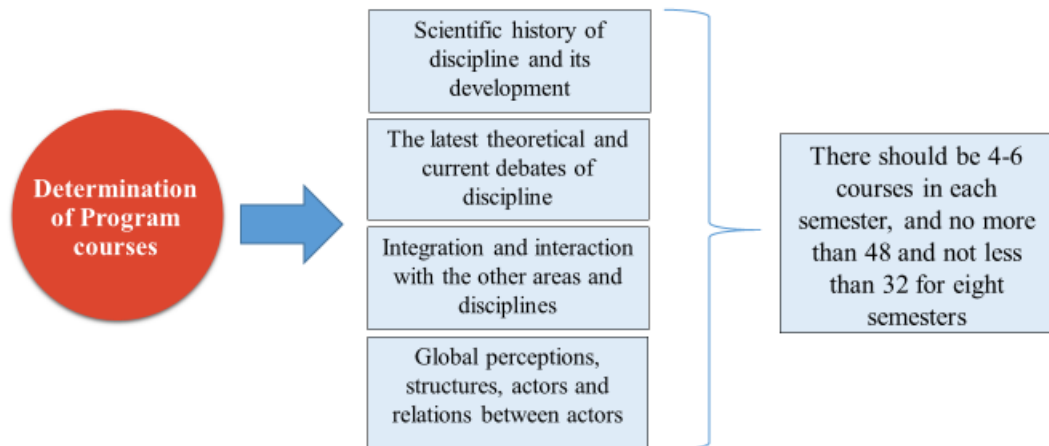 Determination
of Program
courses
Scientific history of
discipline and its
development
The latest theoretical and
current debates of
discipline
Integration and interaction
with the other areas and
disciplines
Global perceptions,
structures, actors and
relations between actors
There should be 4-6
courses in each
semester, and no more
than 48 and not less
than 32 for eight
semesters